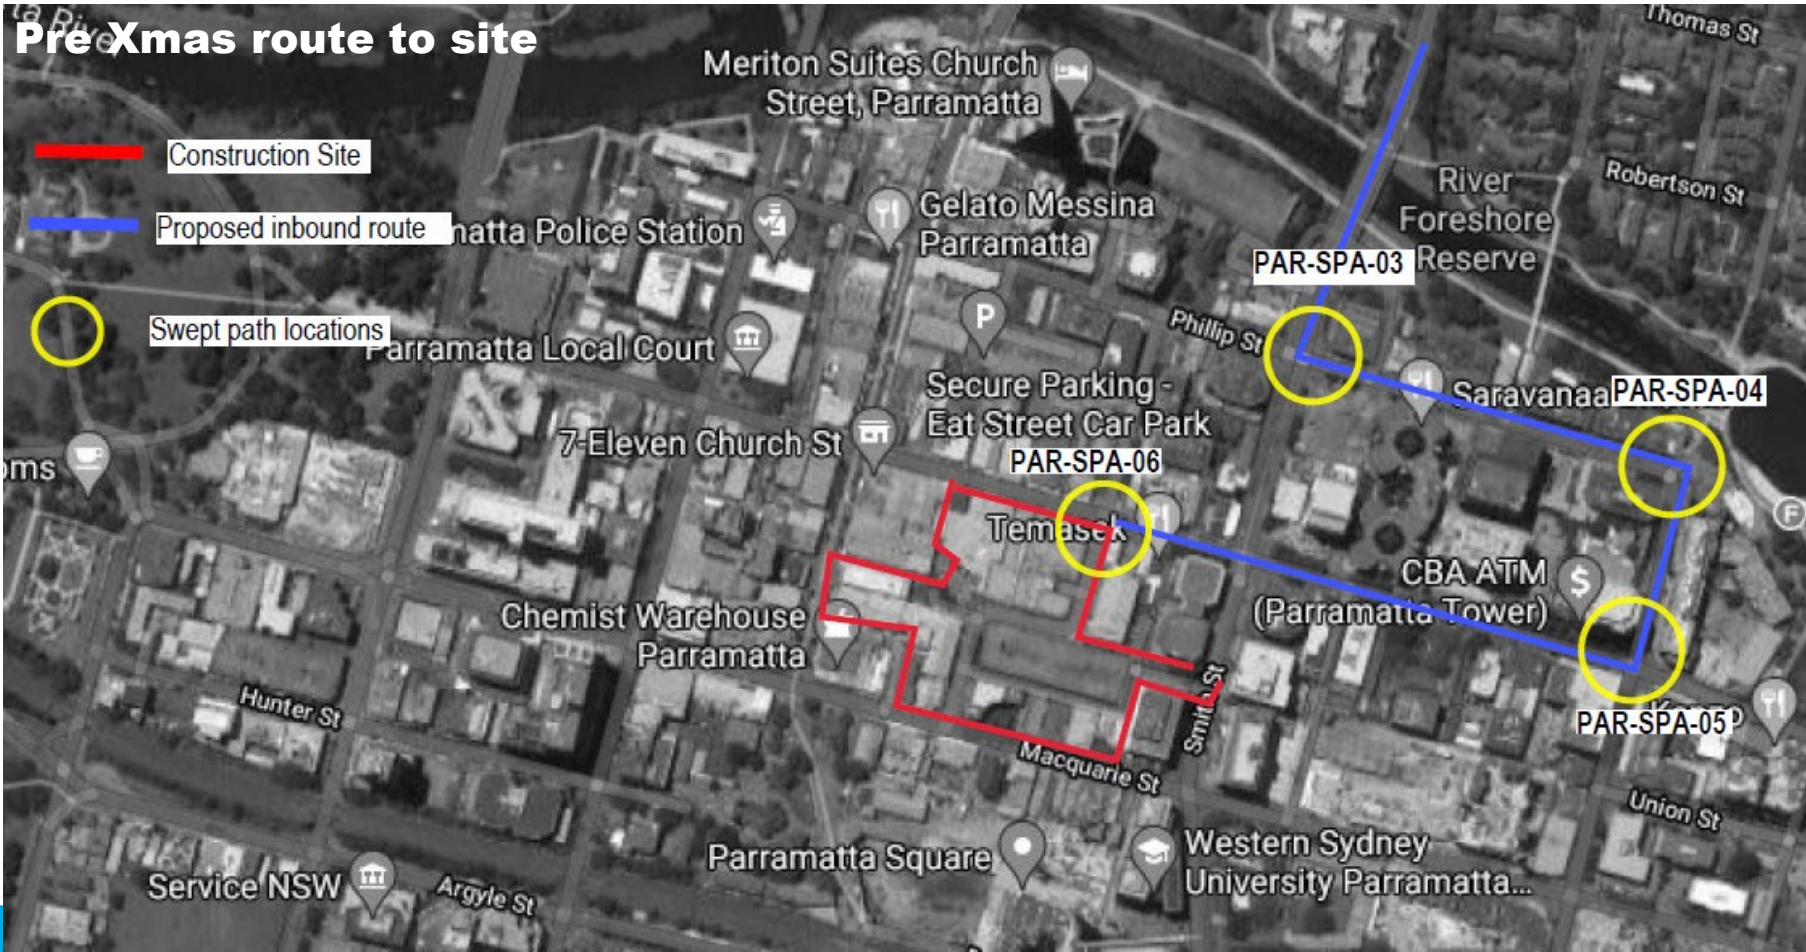 ta River
Pre Xmas route to site
Thomas St
Meriton Suites Church
Street, Parramatta
Construction Site
River
Foreshore
Reserve
Robertson St
Proposed inbound route
natta Police Station
Gelato Messina
Parramatta
PAR-SPA-03
Phillip St
P
Swept path locations
Parramatta Local Court
Secure Parking -
Eat Street Car Park
Saravanaa
PAR-SPA-04
7-Eleven Church St
oms
PAR-SPA-06
Temasek
F
CBA ATM
(Parramatta Tower)
$
Chemist Warehouse
Parramatta
Hunter St
Smith St
PAR-SPA-05
Macquarie St
Union St
Parramatta Square
Western Sydney
University Parramatta...
Service NSW
Argyle St